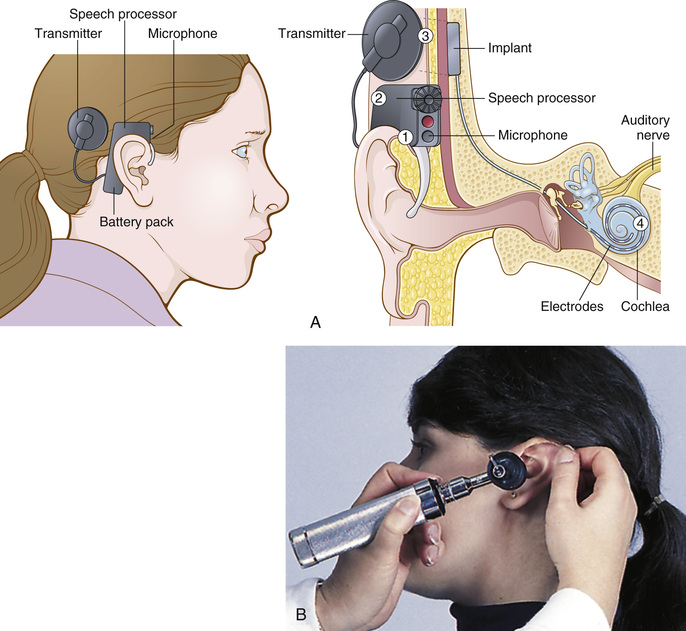 Speech processor
Transmitter
Microphone
Battery pack
Transmitter
3
Implant
2
Speech processor
1
Microphone
Auditory
nerve
4
Electrodes
Cochlea
A
B